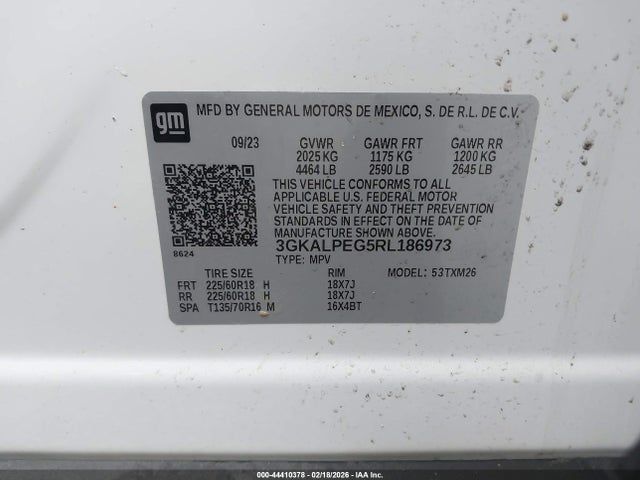 gm
MFD BY GENERAL MOTORS DE MEXICO, S. DE R.L. DE C.V.
09/23 GVWR GAWR FRT GAWR RR
2025 KG 1175 KG 1200 KG
4464 LB 2590 LB 2645 LB
THIS VEHICLE CONFORMS TO ALL
APPLICABLE U.S. FEDERAL MOTOR
VEHICLE SAFETY AND THEFT PREVENTION
STANDARDS IN EFFECT ON THE DATE OF
MANUFACTURE SHOWN ABOVE.
3GKALPEG5RL186973
8624
TYPE: MPV
TIRE SIZE RIM MODEL: 53TXM26
FRT 225/60R18 H 18X7J
RR 225/60R18 H 18X7J
SPA T135/70R16 M 16X4BT
000-44410378 - 02/18/2026 - IAA Inc.